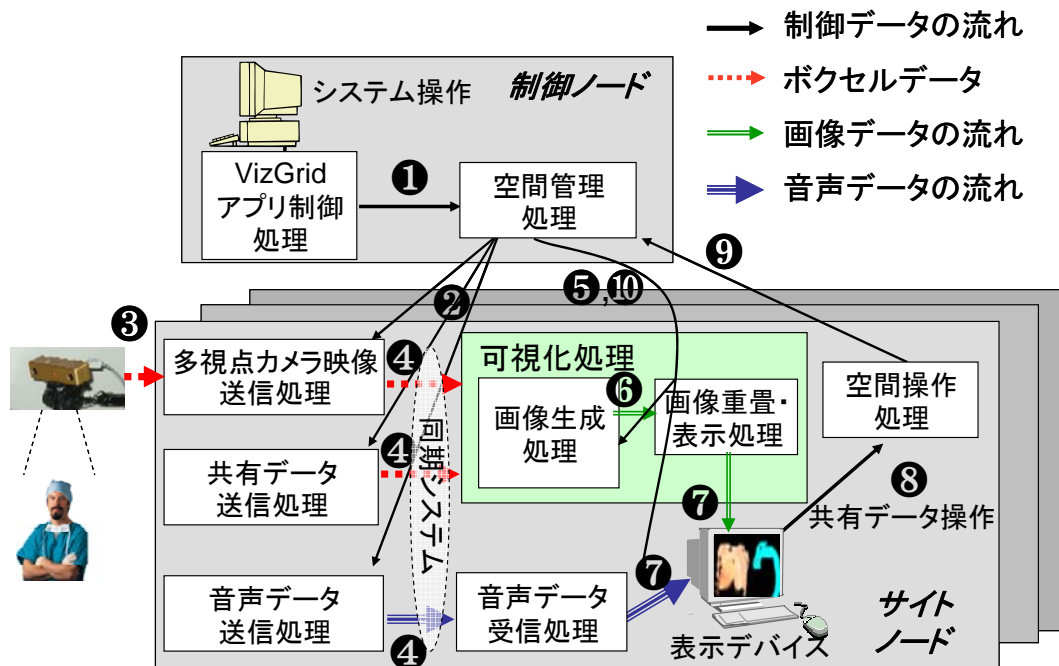 制御データの流れ
ボクセルデータ
画像データの流れ
音声データの流れ
システム操作
制御ノード
VizGrid
アプリ制御
処理
❶
空間管理
処理
❾
❺,❿
❷
❸
多視点カメラ映像
送信処理
❹
可視化処理
画像生成
処理
❻
画像重畳・
表示処理
空間操作
処理
共有データ
送信処理
❹
同期システム
❼
❽
共有データ操作
音声データ
送信処理
❹
音声データ
受信処理
❼
表示デバイス
サイト
ノード